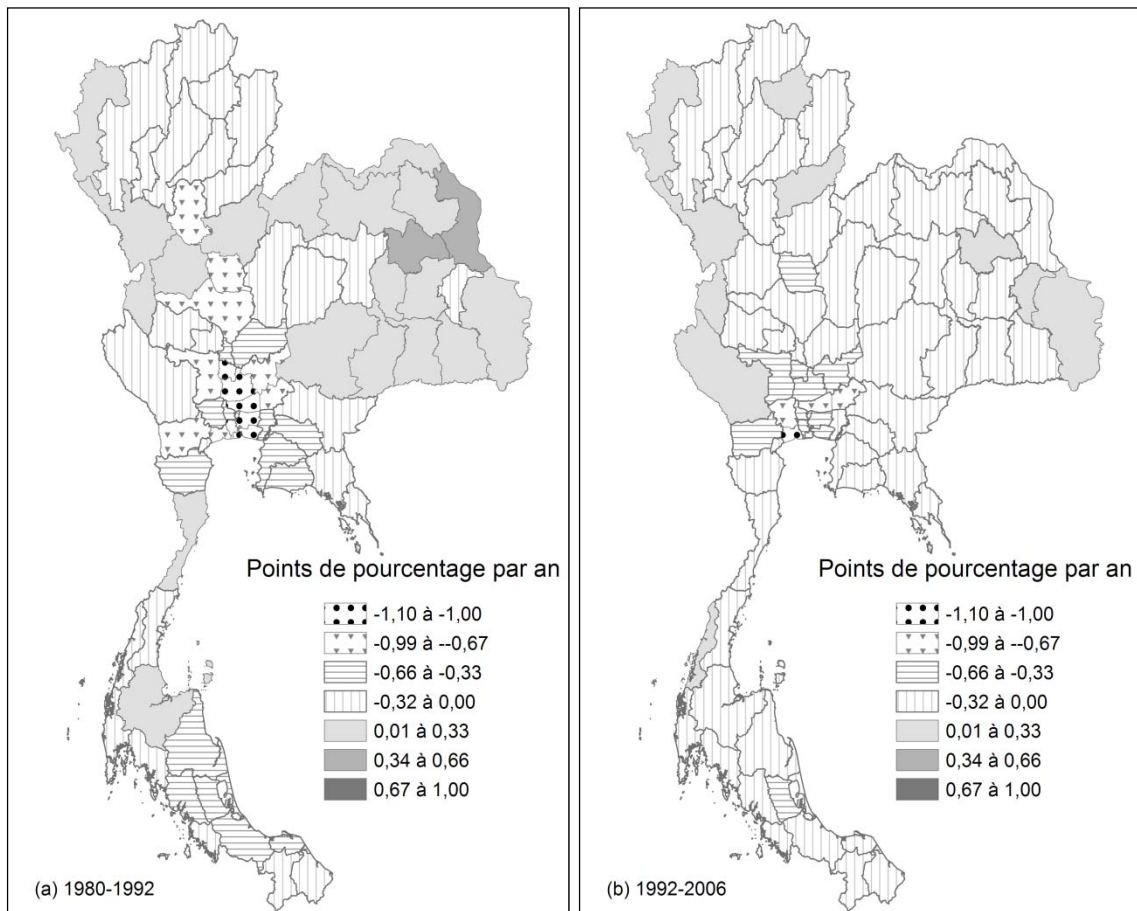 Points de pourcentage par an
-1,10 à -1,00
-0,99 à --0,67
-0,66 à -0,33
-0,32 à 0,00
0,01 à 0,33
0,34 à 0,66
0,67 à 1,00
(a) 1980-1992
Points de pourcentage par an
-1,10 à -1,00
-0,99 à --0,67
-0,66 à -0,33
-0,32 à 0,00
0,01 à 0,33
0,34 à 0,66
0,67 à 1,00
(b) 1992-2006